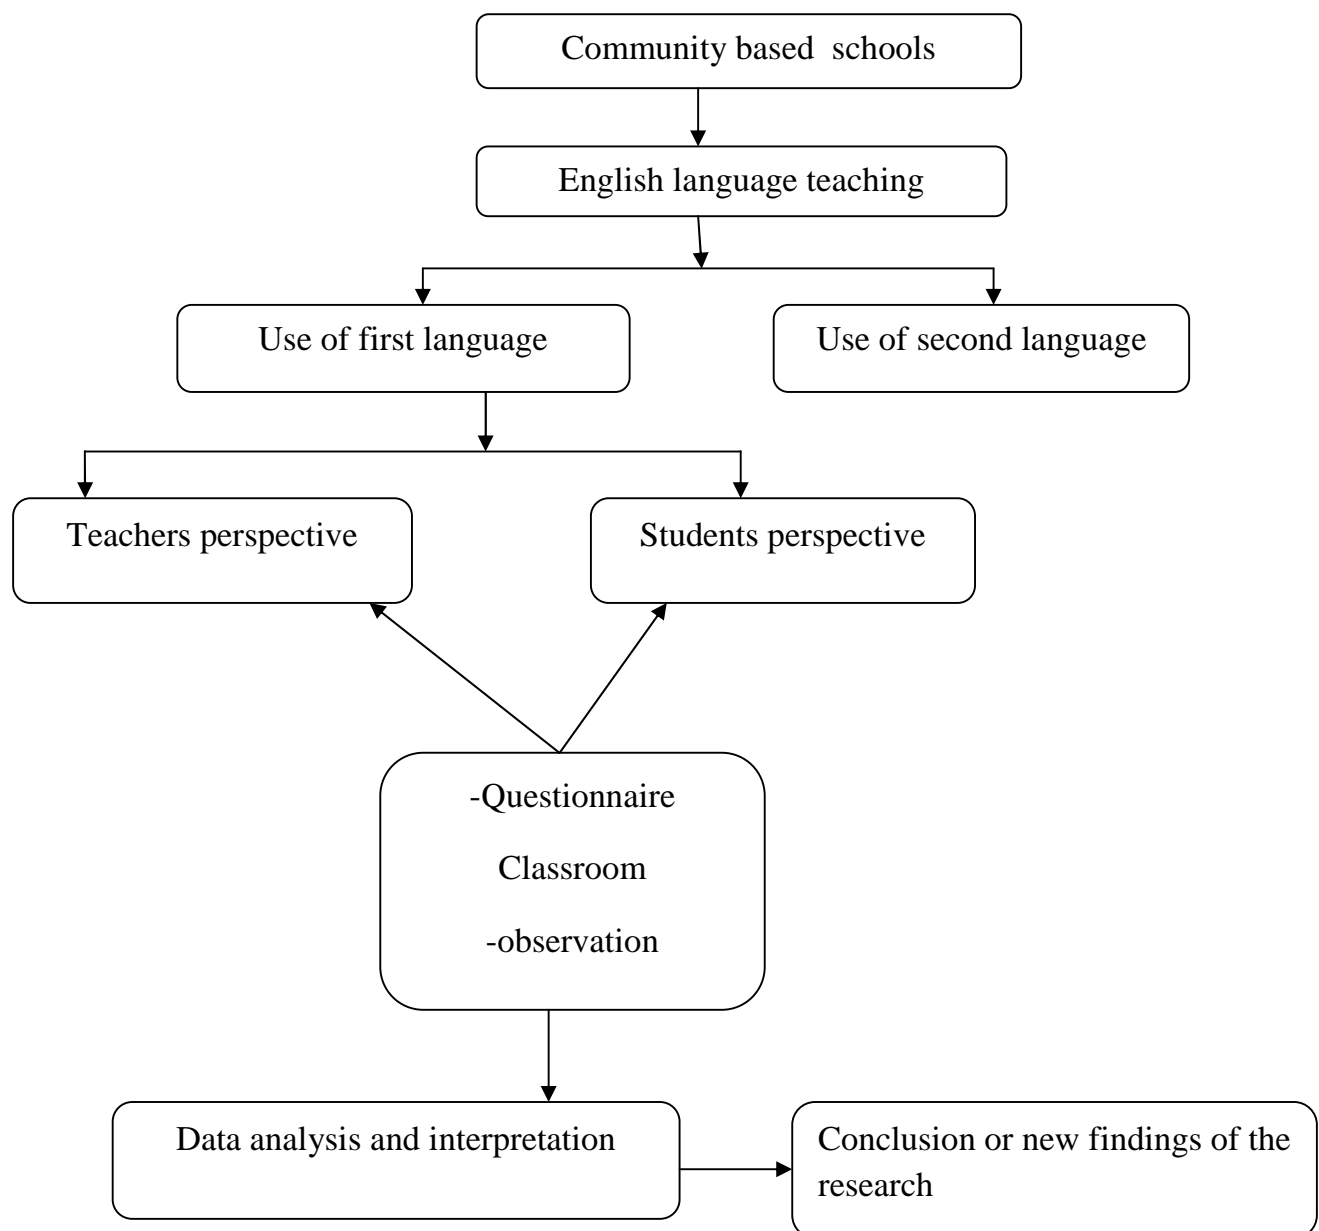 Community based  schools
English language teaching
Use of first language
Use of second language
Teachers perspective
Students perspective
-Questionnaire
Classroom
-observation
Data analysis and interpretation
Conclusion or new findings of the
research